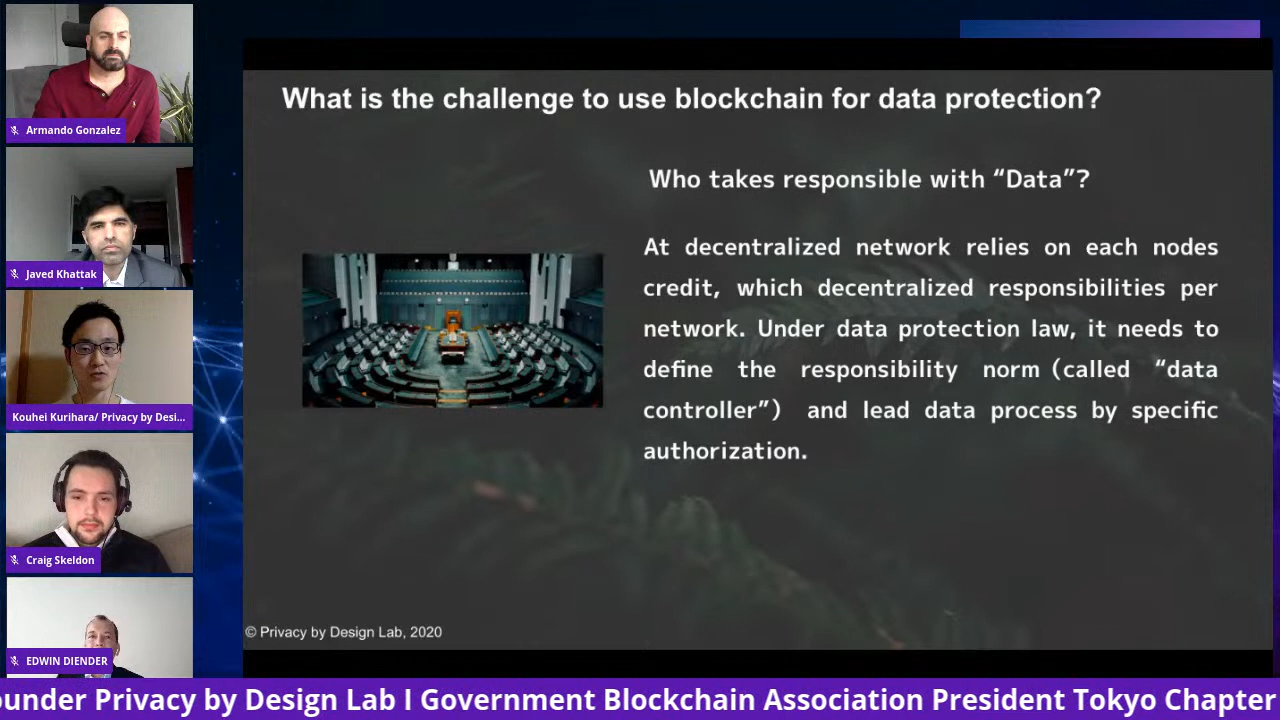 Armando Gonzalez
Javed Khattak
Kouhei Kurihara/ Privacy by Desi...
Craig Skeldon
EDWIN DIENDER
What is the challenge to use blockchain for data protection?
Who takes responsible with “Data”?
At decentralized network relies on each nodes
credit, which decentralized responsibilities per
network. Under data protection law, it needs to
define the responsibility norm (called “data
controller”) and lead data process by specific
authorization.
© Privacy by Design Lab, 2020
ounder Privacy by Design Lab I Government Blockchain Association President Tokyo Chapter